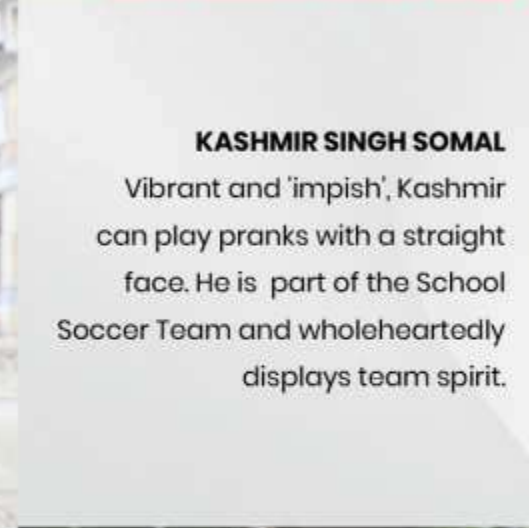 KASHMIR SINGH SOMAL
Vibrant and 'impish', Kashmir
can play pranks with a straight
face. He is  part of the School
Soccer Team and wholeheartedly
displays team spirit.